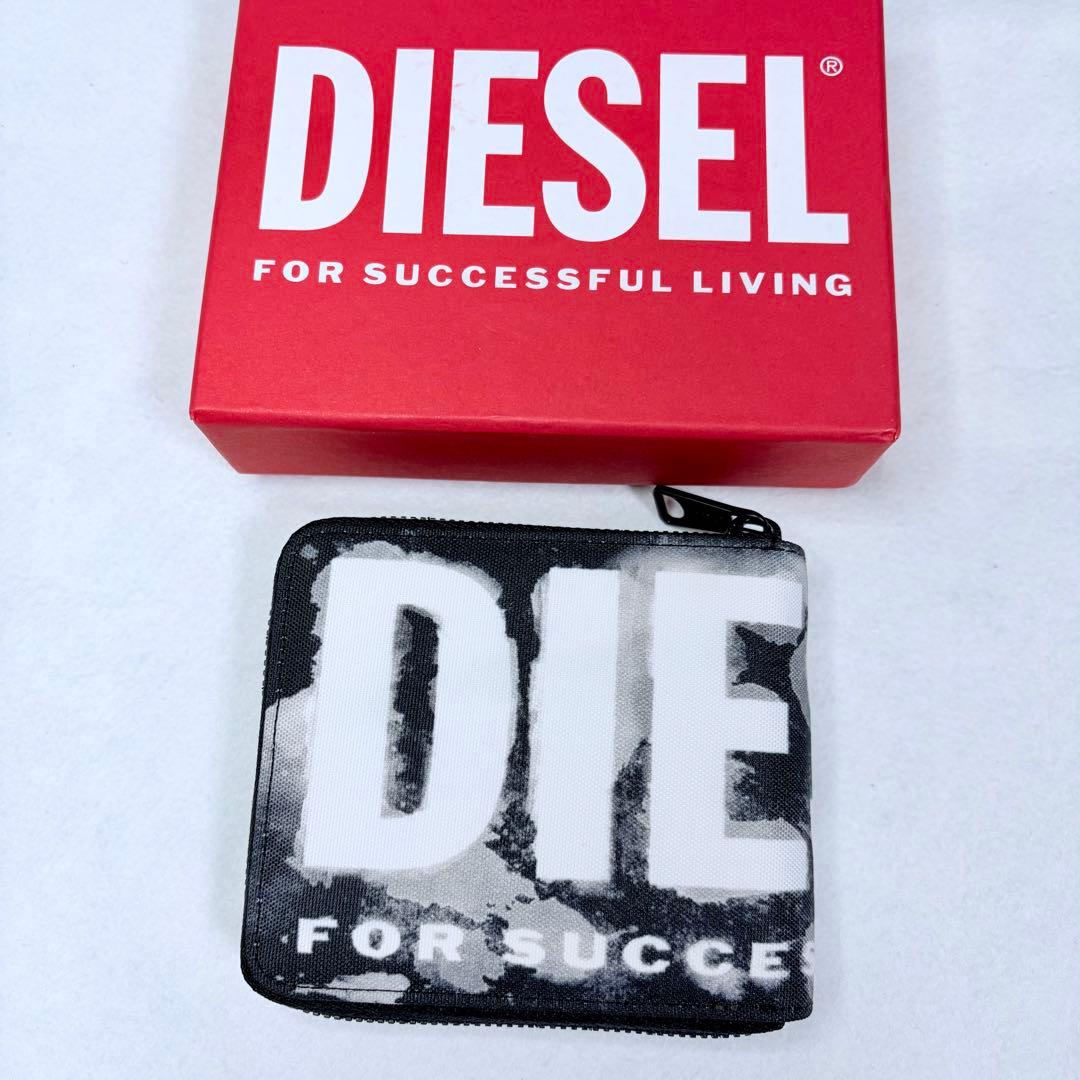 DIESEL®
FOR SUCCESSFUL LIVING
DIE
FOR SUCCES